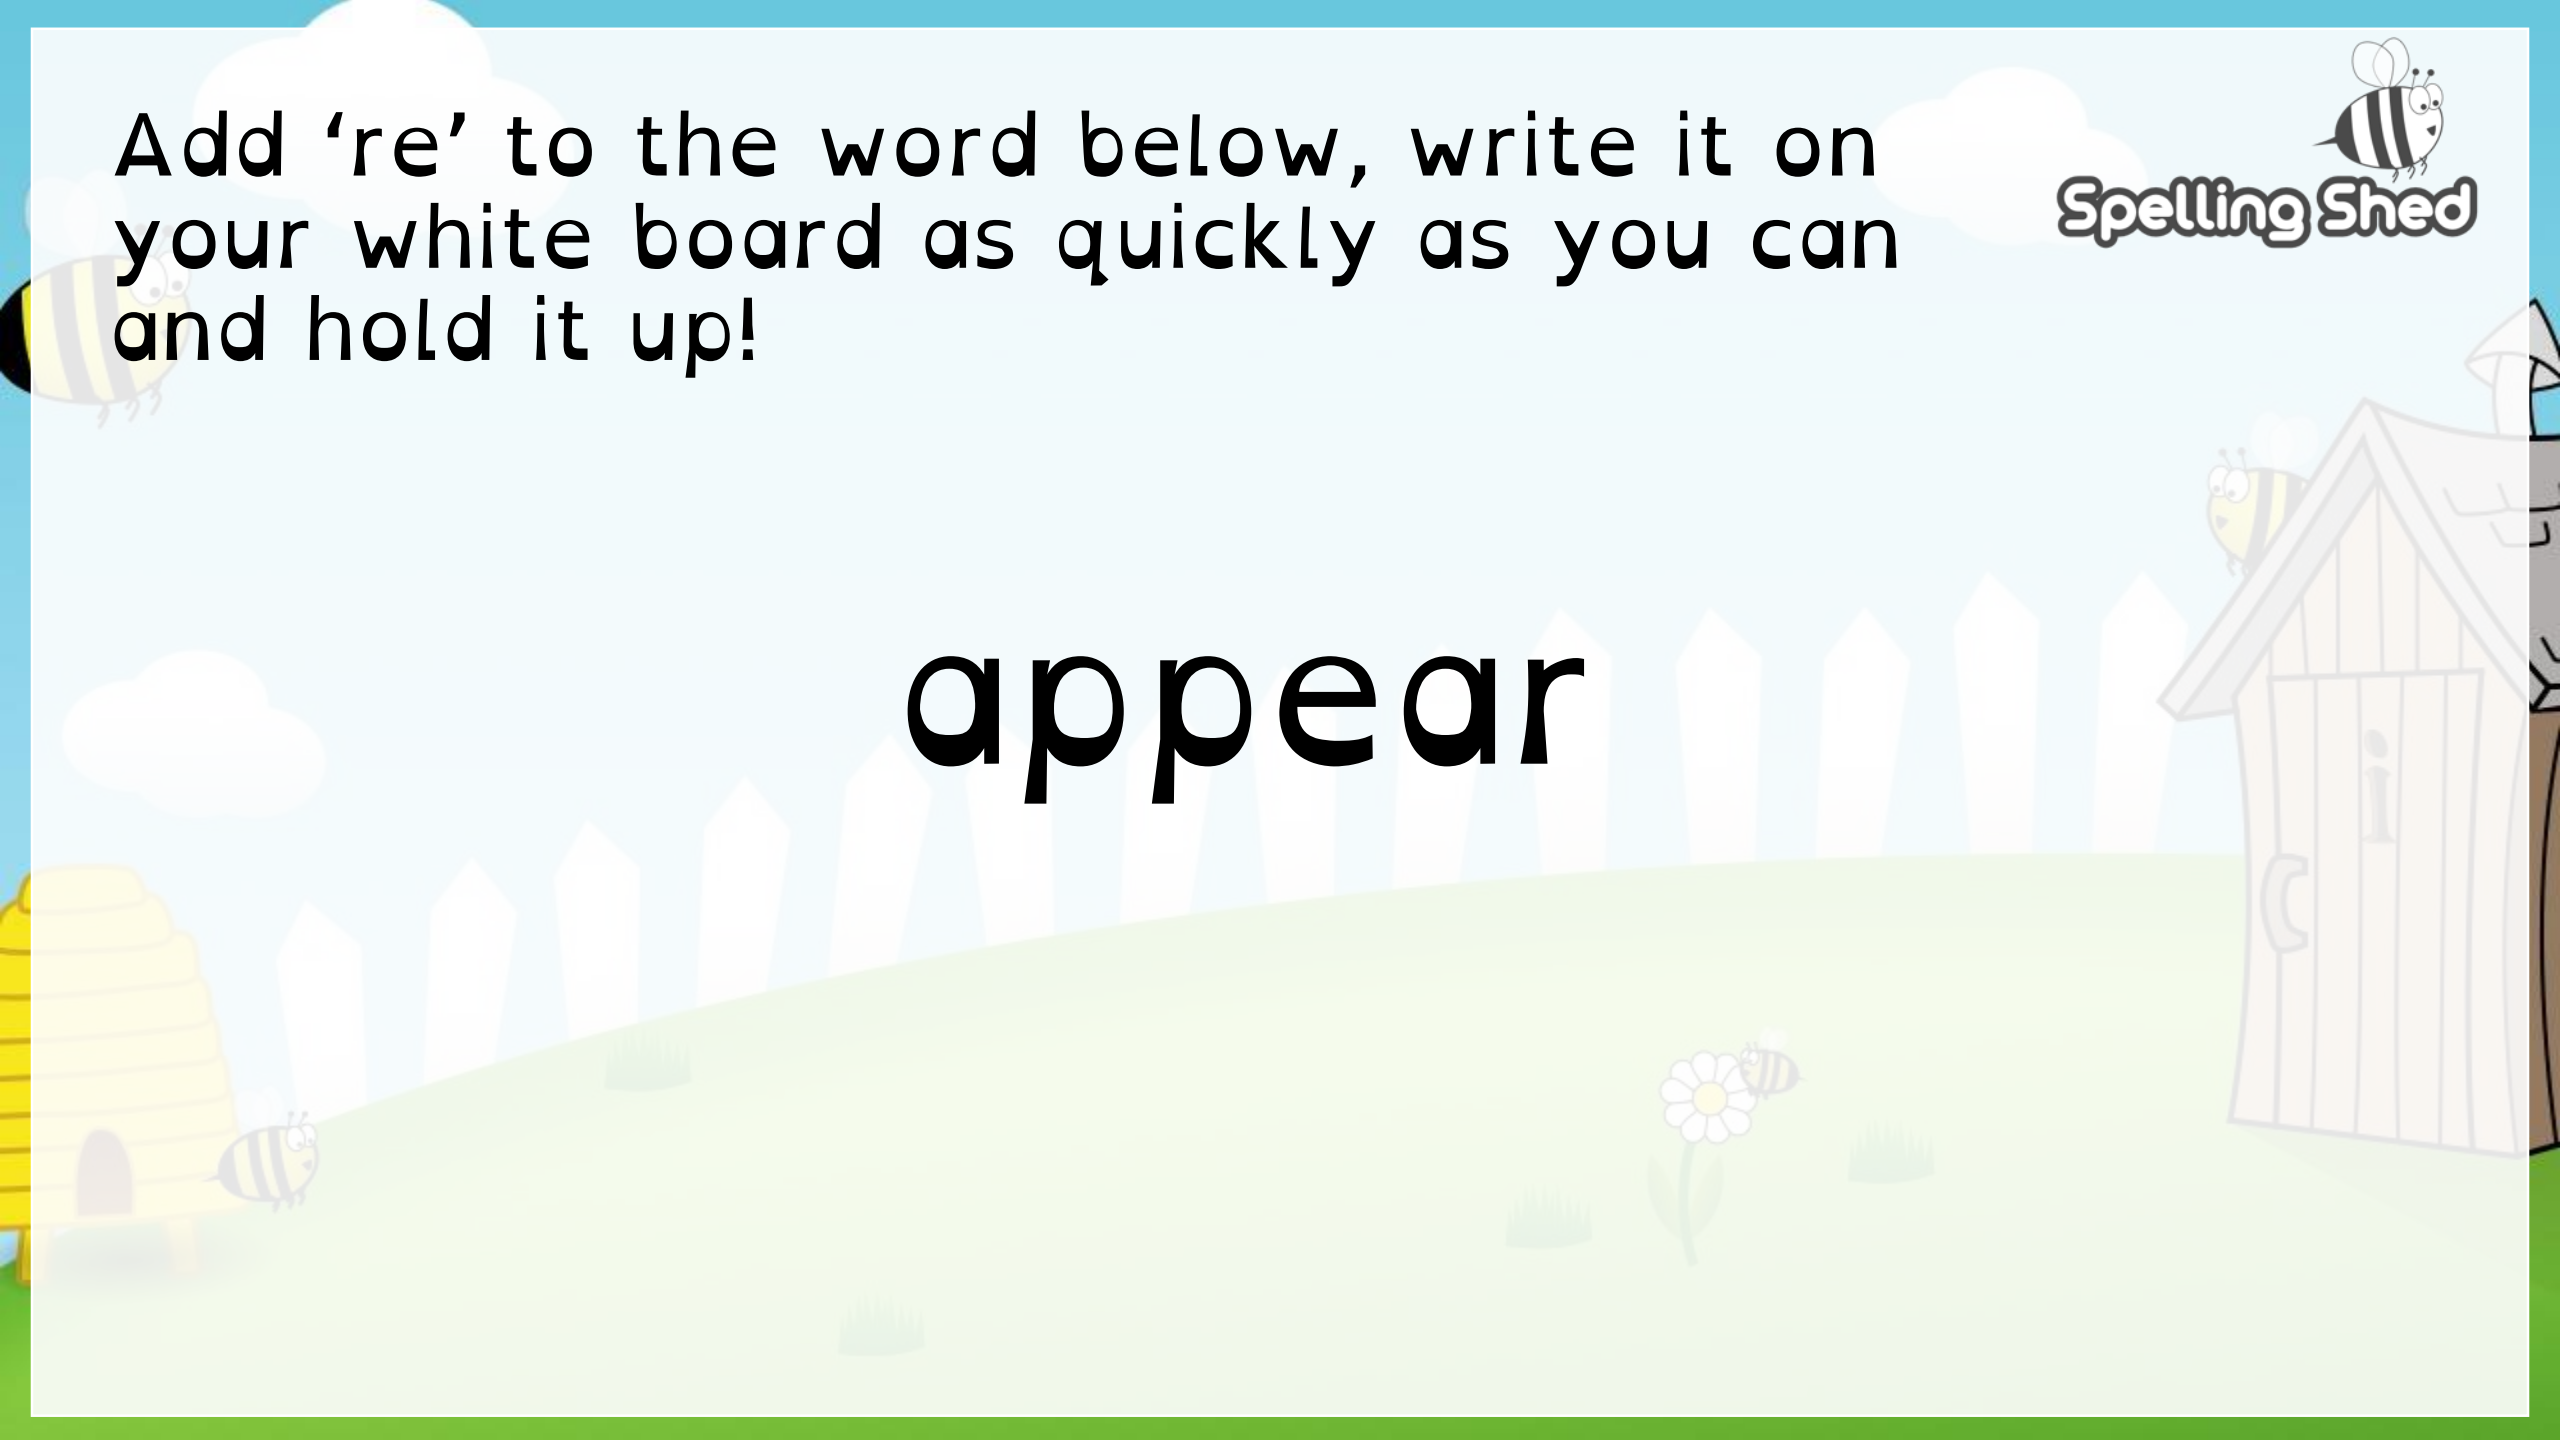 Add ‘re’ to the word below, write it on
your white board as quickly as you can
and hold it up!
Spelling Shed
appear